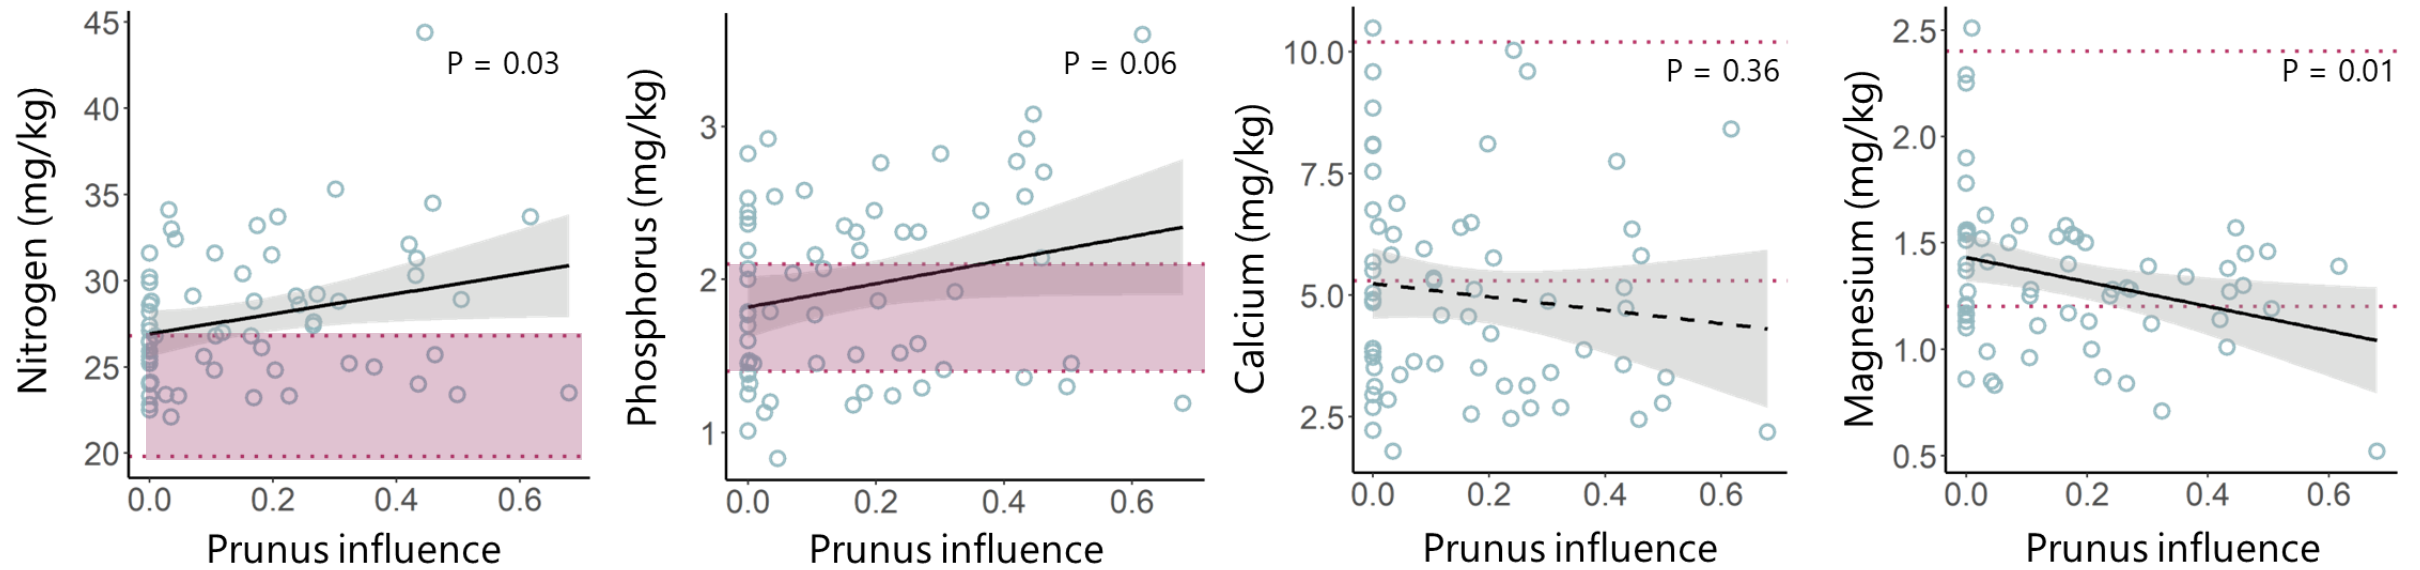 Nitrogen (mg/kg)
45
40
35
30
25
20
P = 0.03
0.0 0.2 0.4 0.6
Prunus influence
Phosphorus (mg/kg)
3
2
1
P = 0.06
0.0 0.2 0.4 0.6
Prunus influence
Calcium (mg/kg)
10.0
7.5
5.0
2.5
P = 0.36
0.0 0.2 0.4 0.6
Prunus influence
Magnesium (mg/kg)
2.5
2.0
1.5
1.0
0.5
P = 0.01
0.0 0.2 0.4 0.6
Prunus influence